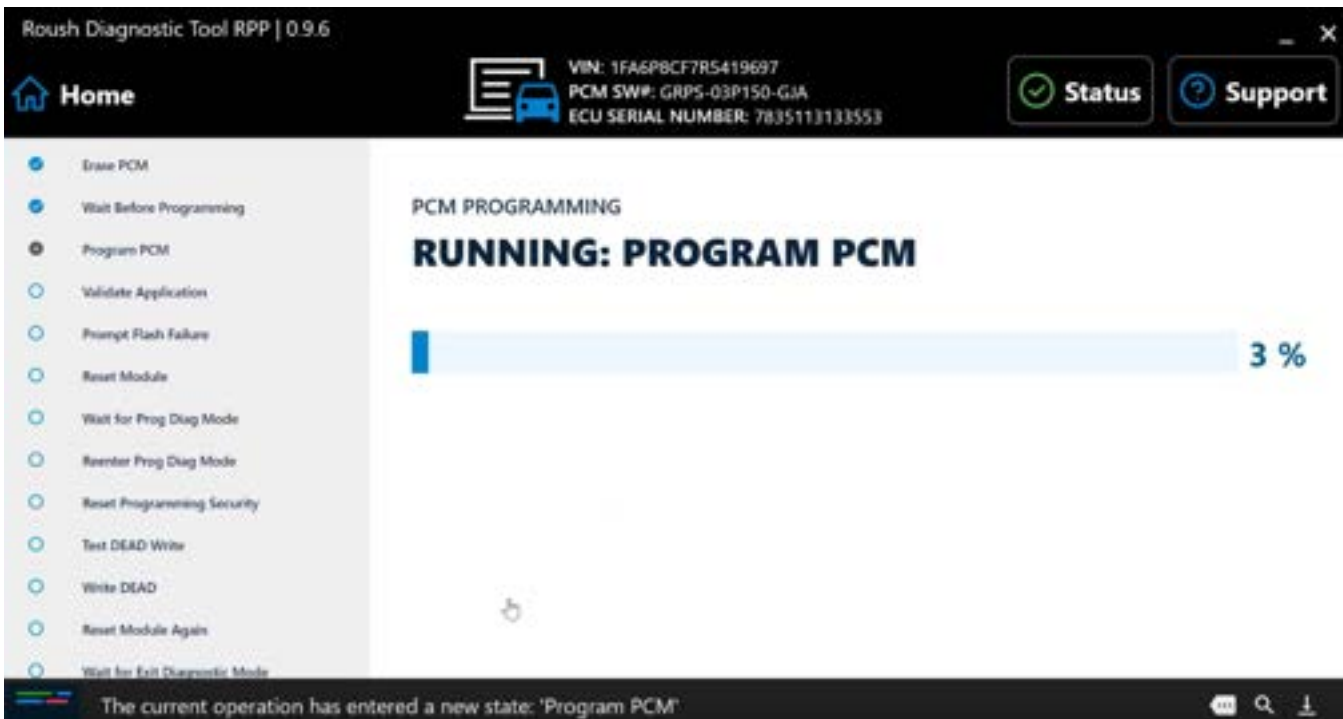 Roush Diagnostic Tool RPP | 0.9.6
Home
VIN: 1FA6P8CF7R5419697
PCM SW#: GRPS-03P150-GJA
ECU SERIAL NUMBER: 7835113133553
Status
Support
Erase PCM
Wait Before Programming
Program PCM
Validate Application
Prompt Flash Failure
Reset Module
Wait for Prog Diag Mode
Reenter Prog Diag Mode
Reset Programming Security
Test DEAD Write
Write DEAD
Reset Module Again
Wait for Exit Diagnostic Mode
PCM PROGRAMMING
RUNNING: PROGRAM PCM
3 %
The current operation has entered a new state: 'Program PCM'